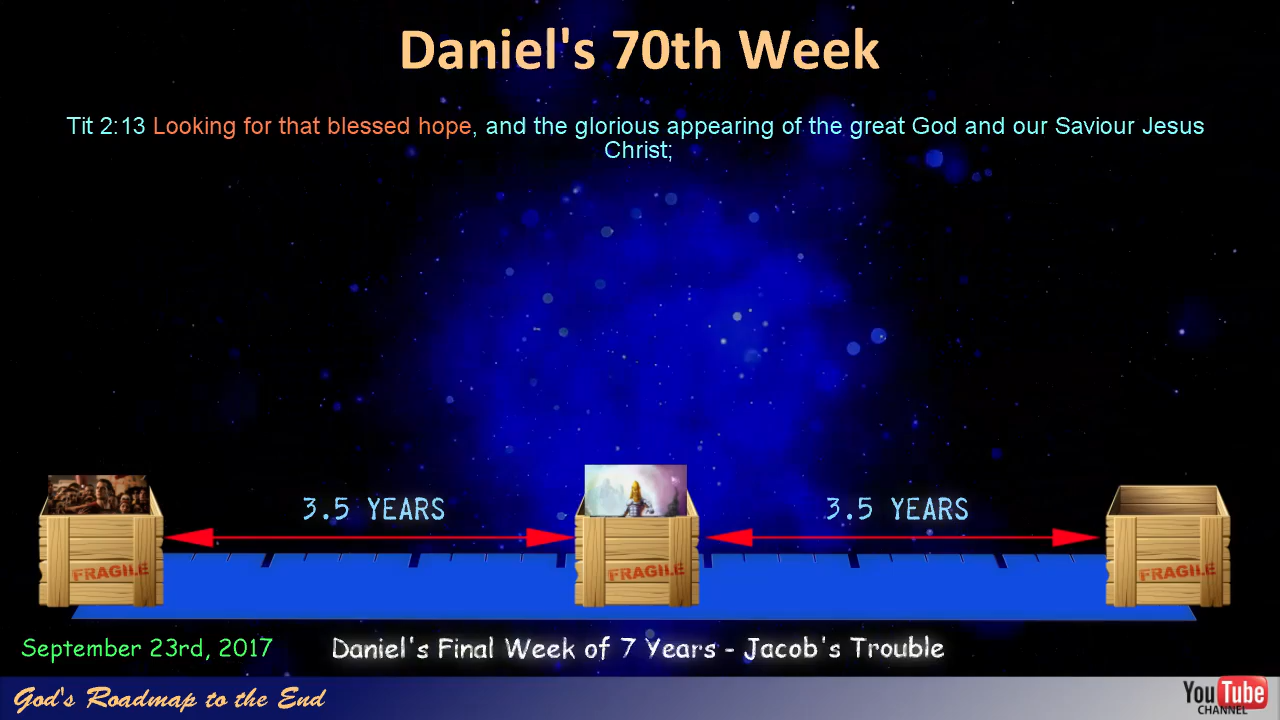 Daniel's 70th Week
Tit 2:13 Looking for that blessed hope, and the glorious appearing of the great God and our Saviour Jesus
Christ;
3.5 YEARS
3.5 YEARS
FRAGILE
FRAGILE
FRAGILE
September 23rd, 2017
Daniel's Final Week of 7 Years - Jacob's Trouble
God's Roadmap to the End
YouTube
CHANNEL